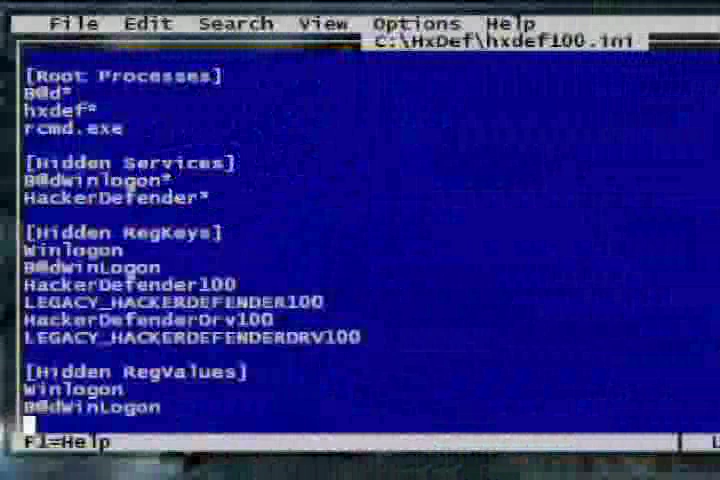 File Edit Search View Options Help
C:\HxDef\hxdef100.ini
[Root Processes]
B@d*
hxdef*
rcmd.exe
[Hidden Services]
B@dwinlogon*
HackerDefender*
[Hidden RegKeys]
Winlogon
B@dWinLogon
HackerDefender100
LEGACY_HACKERDEFENDER100
HackerDefenderDrv100
LEGACY_HACKERDEFENDERDRV100
[Hidden RegValues]
Winlogon
B@dWinLogon
F1=Help